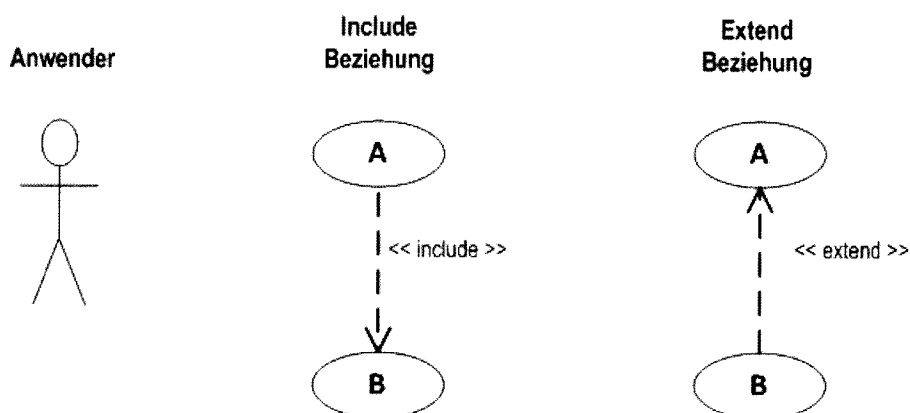 Anwender
Include
Beziehung
Extend
Beziehung
A
A
<< include >>
<< extend >>
B
B